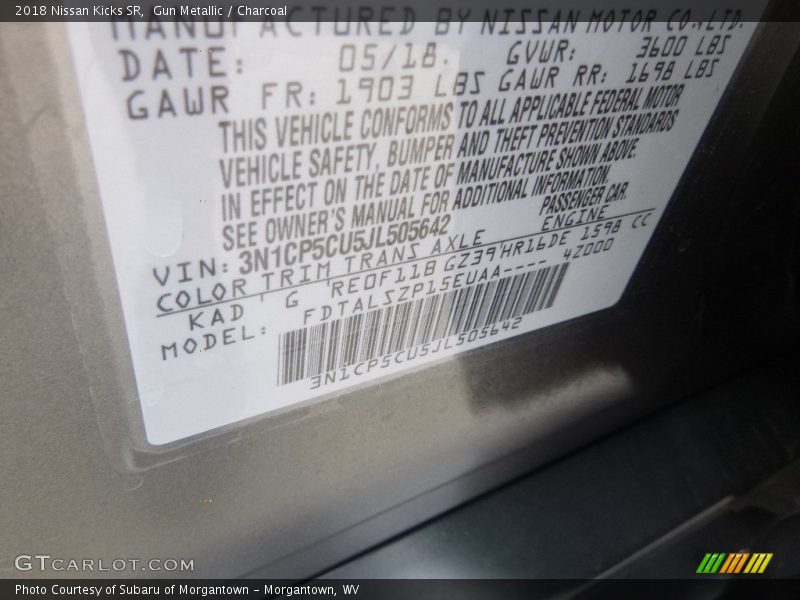 2018 Nissan Kicks SR, Gun Metallic / Charcoal
MANUFACTURED BY NISSAN MOTOR CO.,LTD.
DATE: 05/18. GVWR: 3600 LBS
GAWR FR: 1903 LBS GAWR RR: 1698 LBS
THIS VEHICLE CONFORMS TO ALL APPLICABLE FEDERAL MOTOR
VEHICLE SAFETY, BUMPER AND THEFT PREVENTION STANDARDS
IN EFFECT ON THE DATE OF MANUFACTURE SHOWN ABOVE.
SEE OWNER'S MANUAL FOR ADDITIONAL INFORMATION.
VIN: 3N1CP5CU5JL505642 PASSENGER CAR.
COLOR TRIM TRANS AXLE ENGINE
KAD G RE0F11B GZ39 HR16DE 1598 CC
MODEL: FDTALSZP15EUAA---- 4Z000
3N1CP5CU5JL505642
GTCARLOT.COM
Photo Courtesy of Subaru of Morgantown - Morgantown, WV